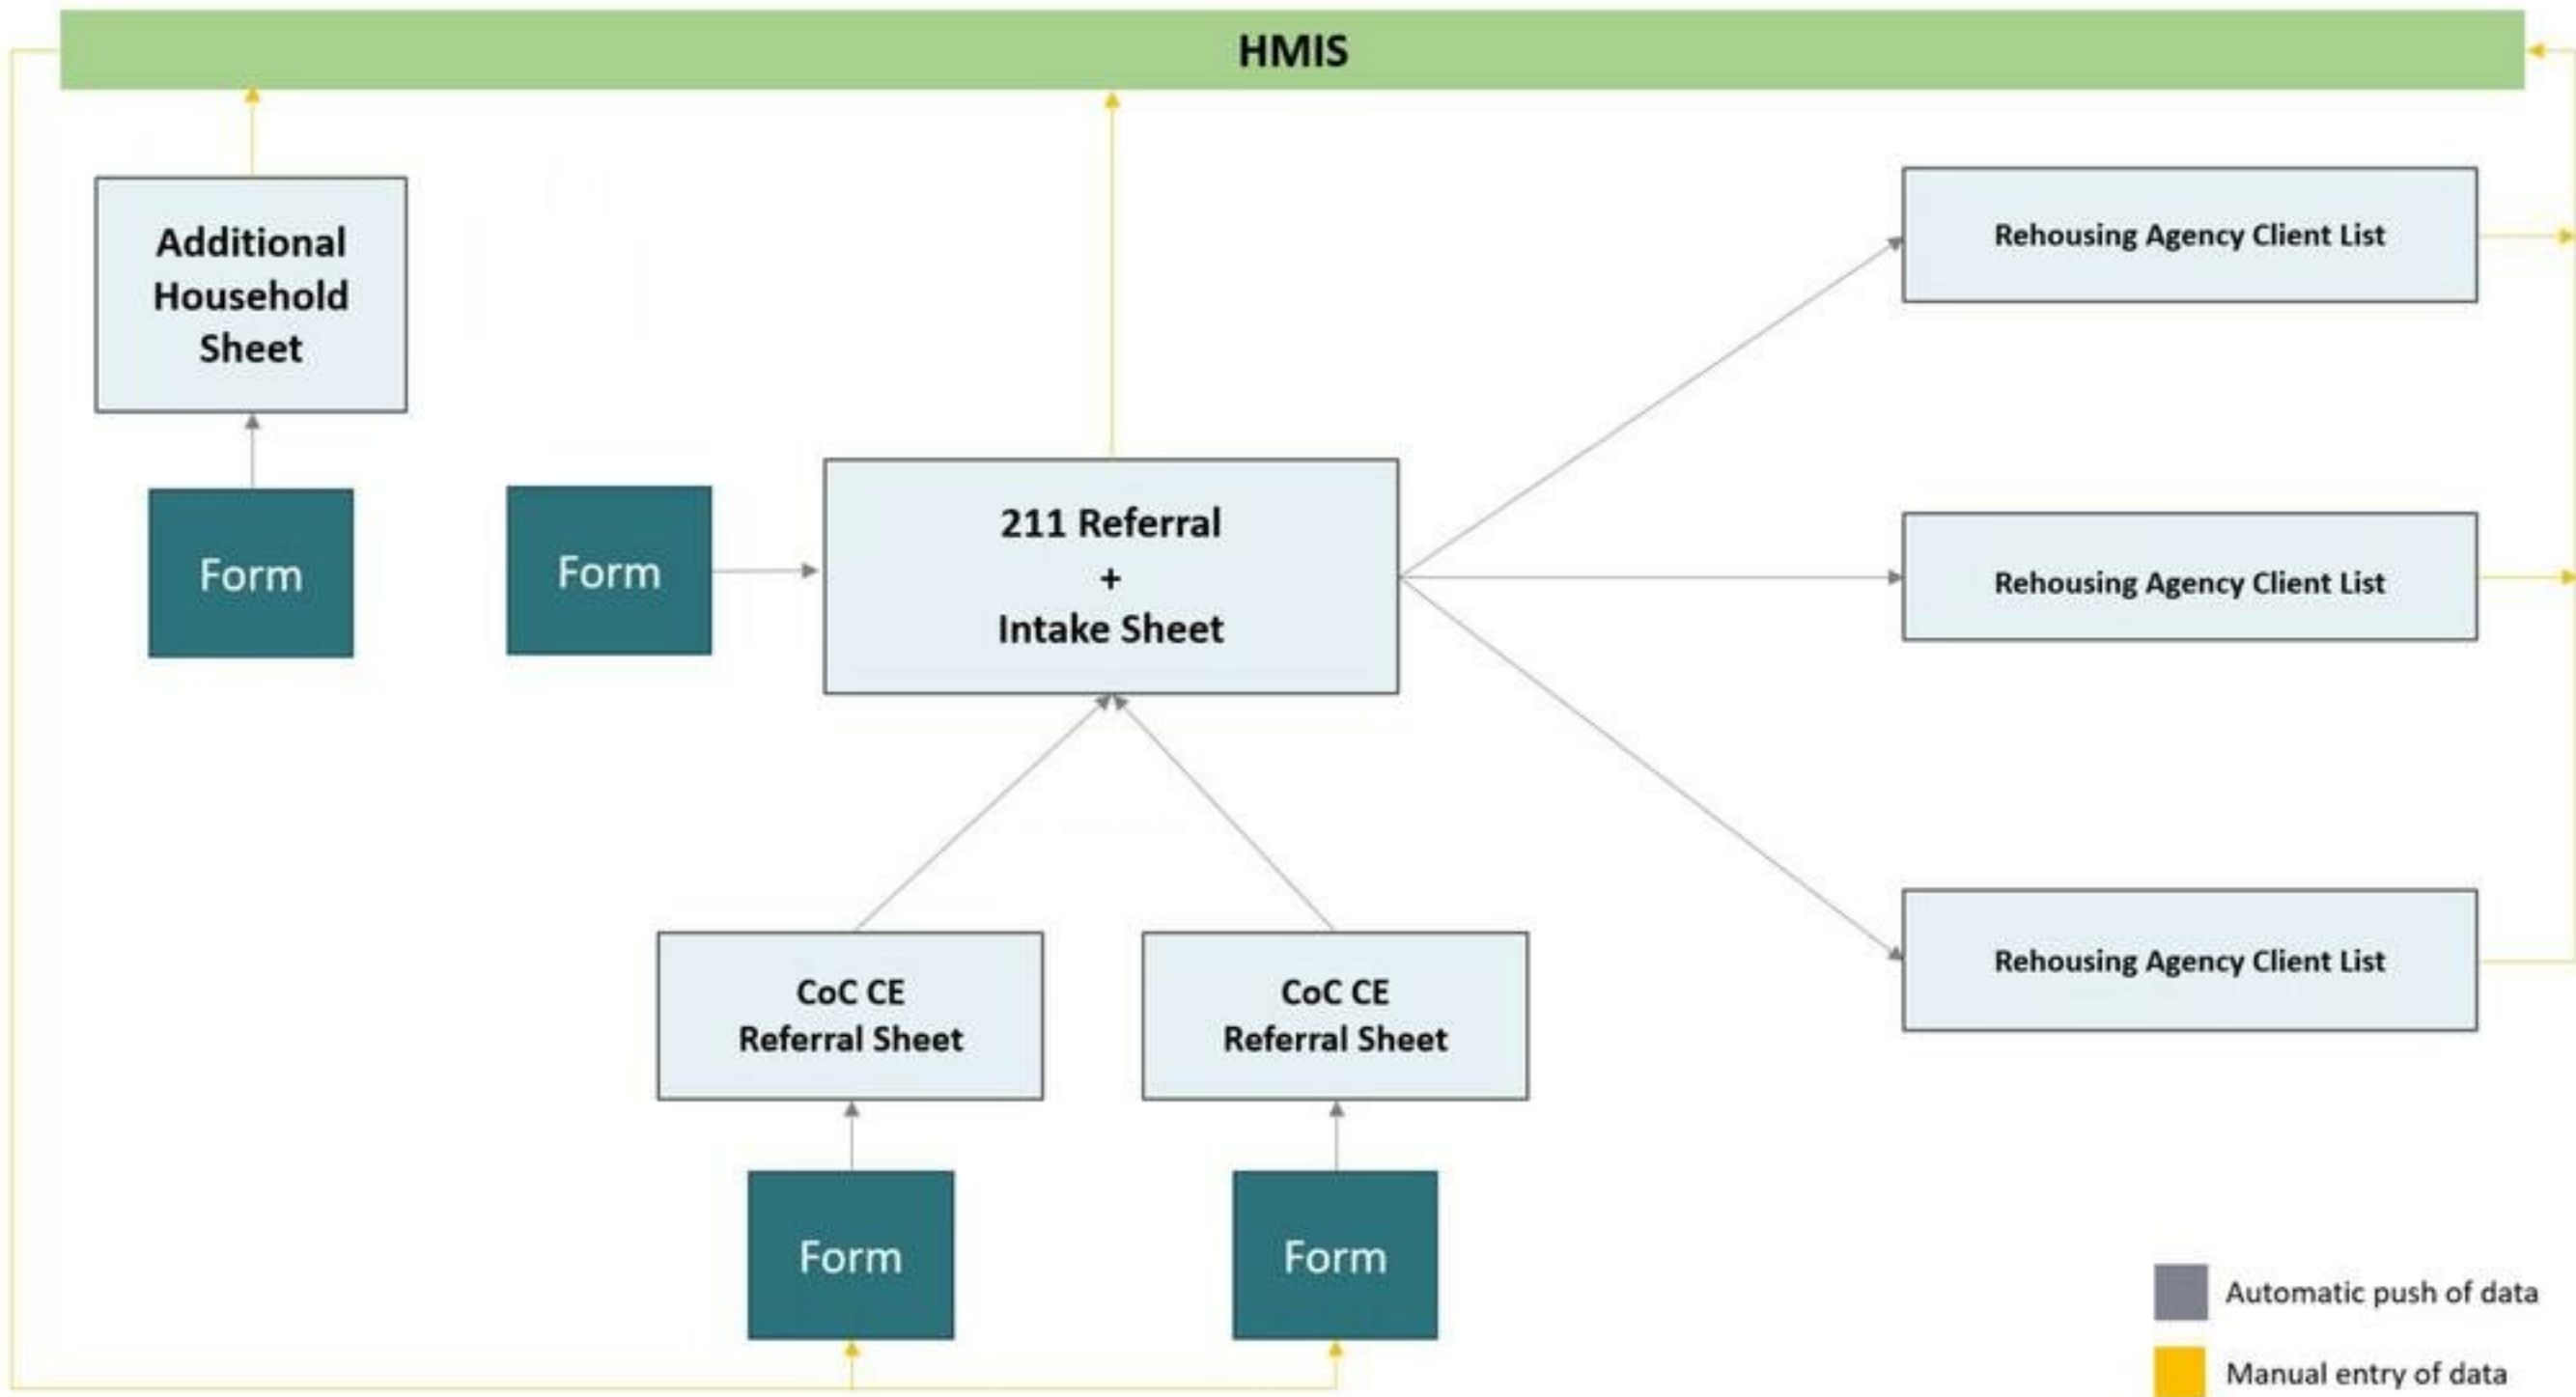 HMIS
Additional
Household
Sheet
Form
Form
211 Referral
+
Intake Sheet
Rehousing Agency Client List
Rehousing Agency Client List
Rehousing Agency Client List
CoC CE
Referral Sheet
CoC CE
Referral Sheet
Form
Form
Automatic push of data
Manual entry of data